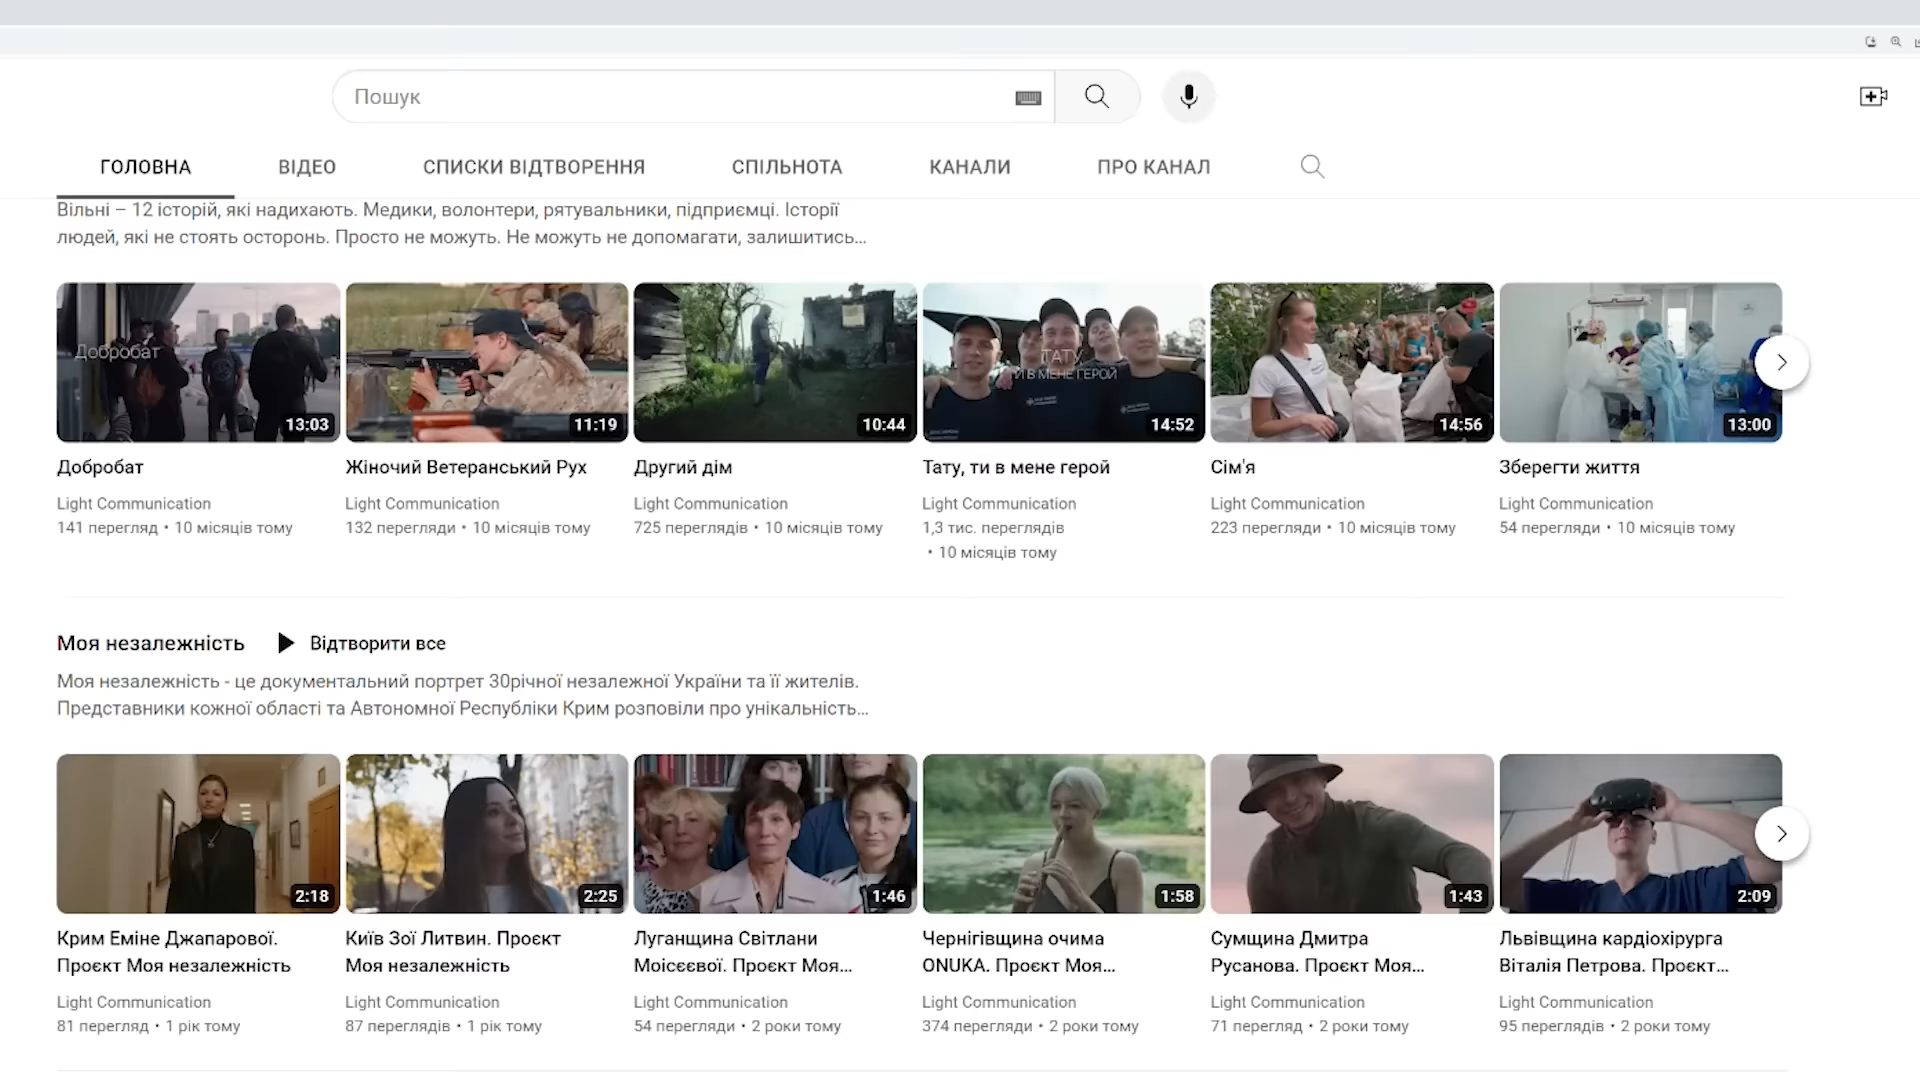 Пошук
ГОЛОВНА
ВІДЕО
СПИСКИ ВІДТВОРЕННЯ
СПІЛЬНОТА
КАНАЛИ
ПРО КАНАЛ
Вільні – 12 історій, які надихають. Медики, волонтери, рятувальники, підприємці. Історії
людей, які не стоять осторонь. Просто не можуть. Не можуть не допомагати, залишитись...
Добробат
13:03
11:19
10:44
ТАТУ,
ТИ В МЕНЕ ГЕРОЙ
14:52
14:56
13:00
Добробат
Light Communication
141 перегляд • 10 місяців тому
Жіночий Ветеранський Рух
Light Communication
132 перегляди • 10 місяців тому
Другий дім
Light Communication
725 переглядів • 10 місяців тому
Тату, ти в мене герой
Light Communication
1,3 тис. переглядів
• 10 місяців тому
Сім'я
Light Communication
223 перегляди • 10 місяців тому
Зберегти життя
Light Communication
54 перегляди • 10 місяців тому
Моя незалежність
Відтворити все
Моя незалежність - це документальний портрет 30річної незалежної України та її жителів.
Представники кожної області та Автономної Республіки Крим розповіли про унікальність...
2:18
2:25
1:46
1:58
1:43
2:09
Крим Еміне Джапарової.
Проєкт Моя незалежність
Light Communication
81 перегляд • 1 рік тому
Київ Зої Литвин. Проєкт
Моя незалежність
Light Communication
87 переглядів • 1 рік тому
Луганщина Світлани
Моісєєвої. Проєкт Моя...
Light Communication
54 перегляди • 2 роки тому
Чернігівщина очима
ONUKA. Проєкт Моя...
Light Communication
374 перегляди • 2 роки тому
Сумщина Дмитра
Русанова. Проєкт Моя...
Light Communication
71 перегляд • 2 роки тому
Львівщина кардіохірурга
Віталія Петрова. Проєкт...
Light Communication
95 переглядів • 2 роки тому